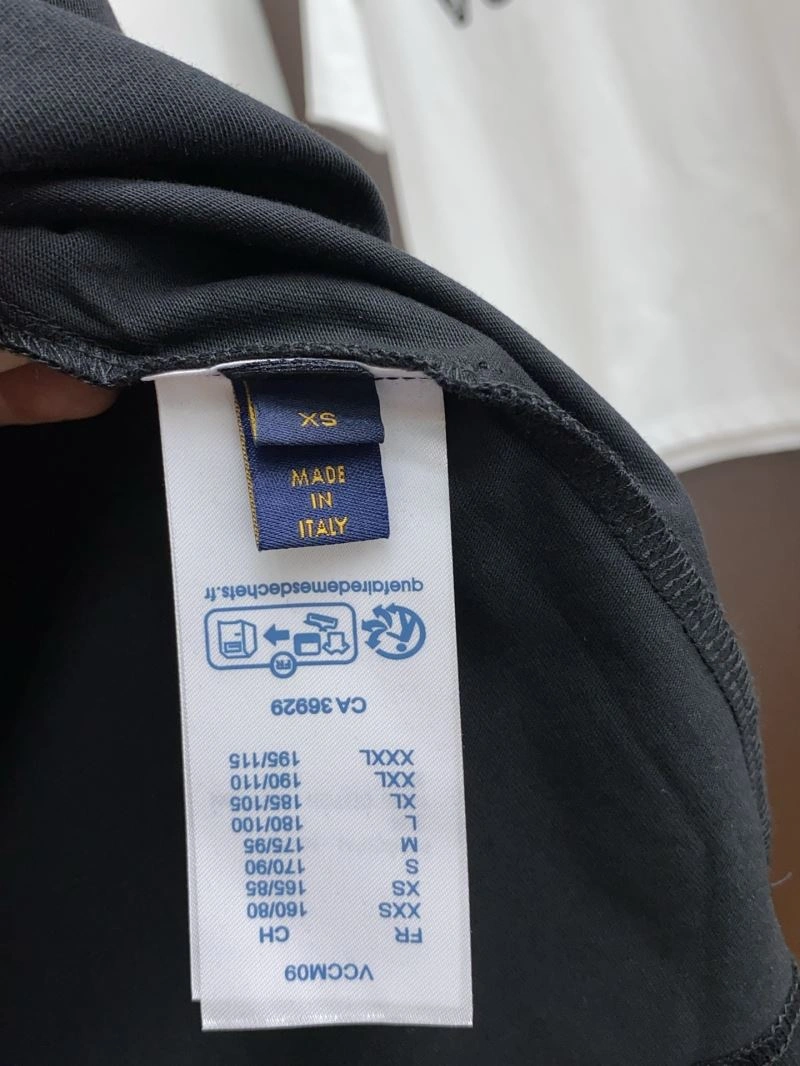 XS
MADE
IN
ITALY
VCCM09
FR CH
XXS 160/80
XS 165/85
S 170/90
M 175/95
L 180/100
XL 185/105
XXL 190/110
XXXL 195/115
CA 36929
FR
quefairedemesdechets.fr